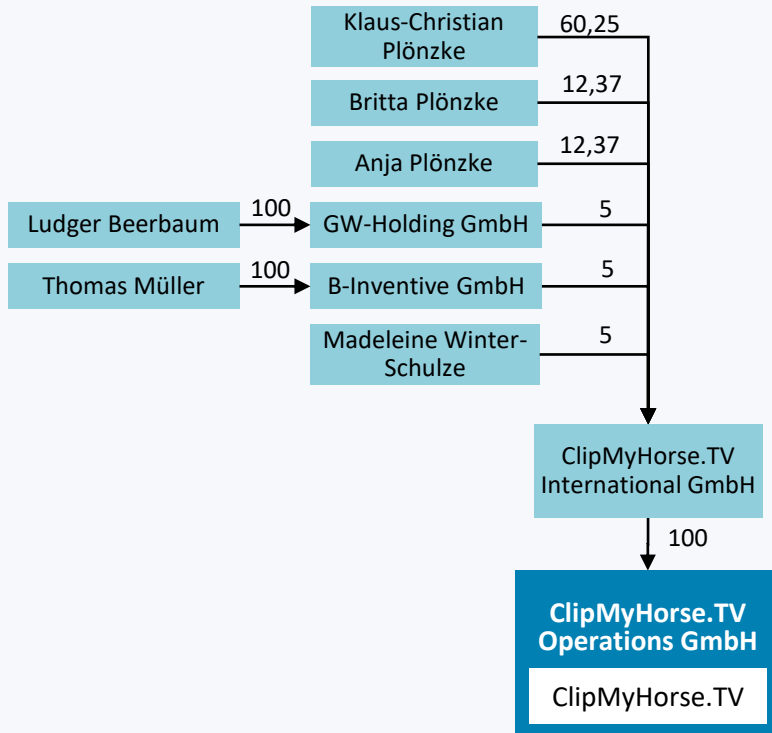 Klaus-Christian
Plönzke
60,25
Britta Plönzke
12,37
Anja Plönzke
12,37
Ludger Beerbaum
100
GW-Holding GmbH
5
Thomas Müller
100
B-Inventive GmbH
5
Madeleine Winter-
Schulze
5
ClipMyHorse.TV
International GmbH
100
ClipMyHorse.TV
Operations GmbH
ClipMyHorse.TV